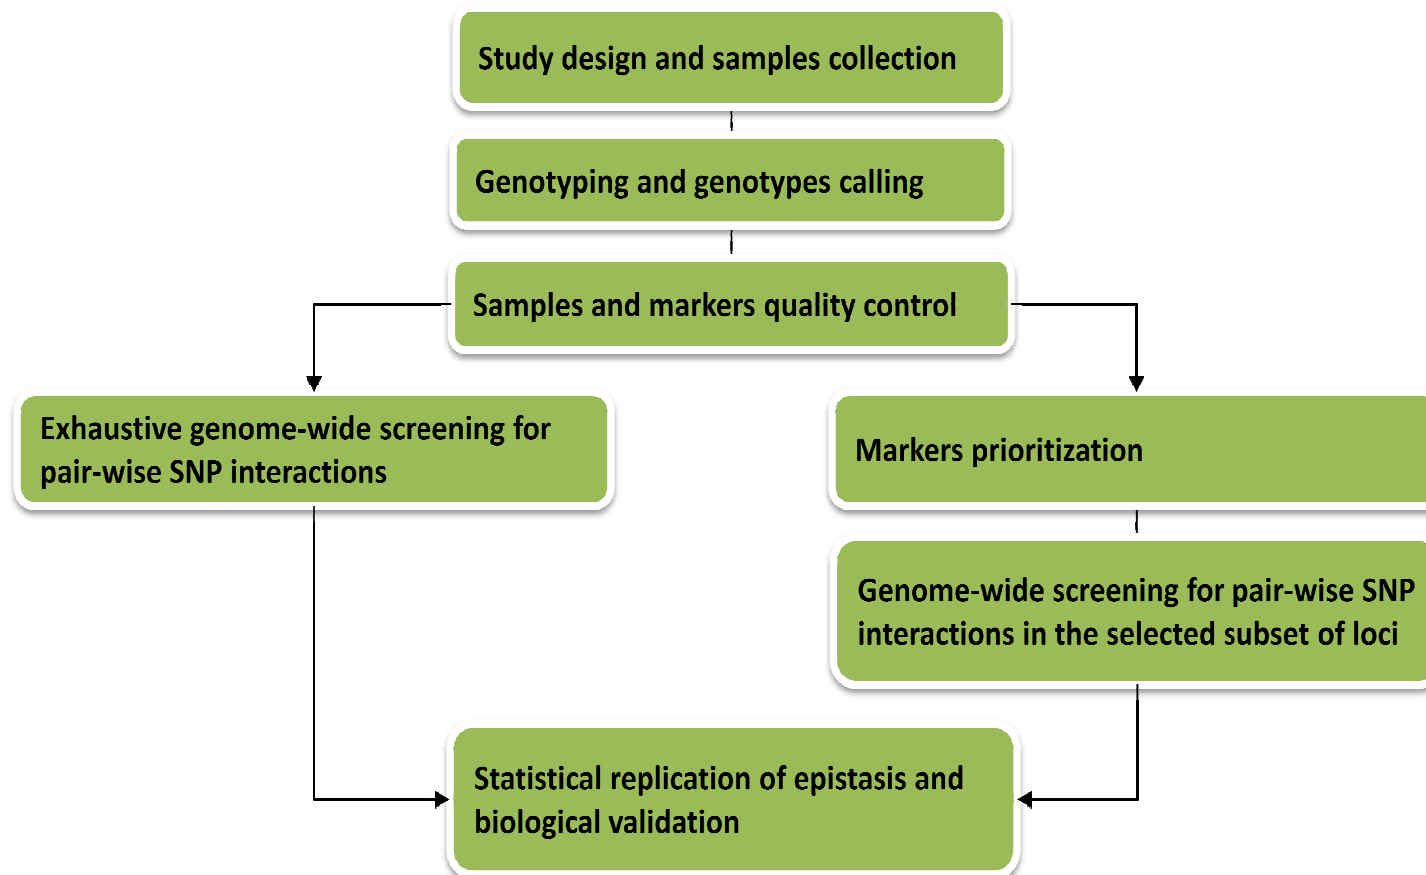 Study design and samples collection
Genotyping and genotypes calling
Samples and markers quality control
Exhaustive genome-wide screening for
pair-wise SNP interactions
Markers prioritization
Genome-wide screening for pair-wise SNP
interactions in the selected subset of loci
Statistical replication of epistasis and
biological validation